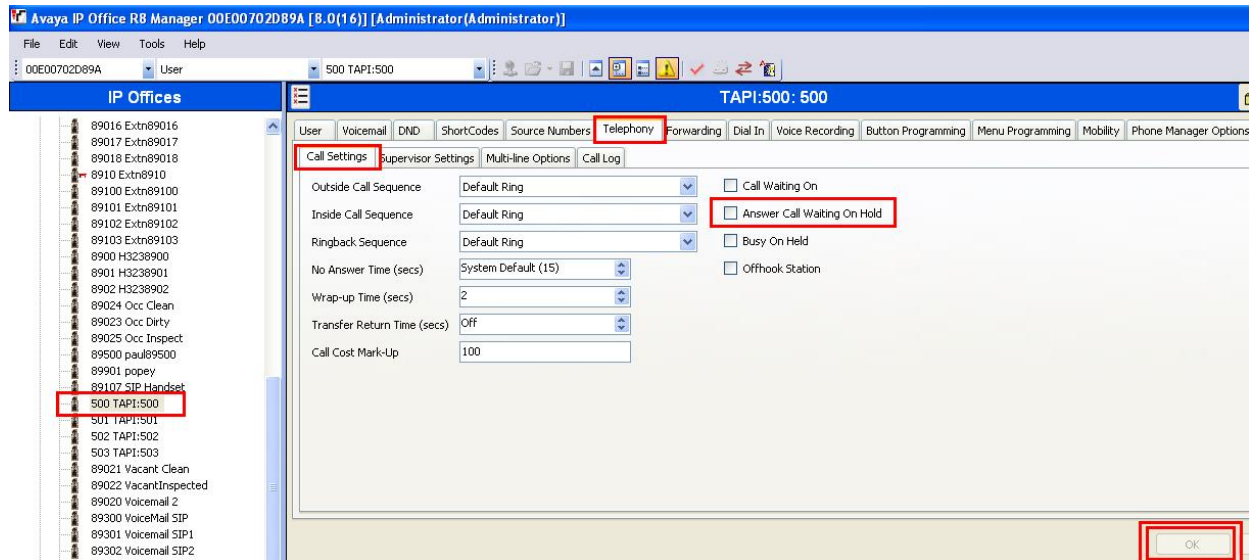 Avaya IP Office R8 Manager 00E00702D89A [8.0(16)] [Administrator(Administrator)]
File Edit View Tools Help
00E00702D89A User 500 TAPI:500
IP Offices
TAPI:500: 500
89016 Extn89016
89017 Extn89017
89018 Extn89018
8910 Extn8910
89100 Extn89100
89101 Extn89101
89102 Extn89102
89103 Extn89103
8900 H3238900
8901 H3238901
8902 H3238902
89024 Occ Clean
89023 Occ Dirty
89025 Occ Inspect
89500 paul89500
89901 popey
89107 SIP Handset
500 TAPI:500
501 TAPI:501
502 TAPI:502
503 TAPI:503
89021 Vacant Clean
89022 VacantInspected
89020 Voicemail 2
89300 VoiceMail SIP
89301 Voicemail SIP1
89302 Voicemail SIP2
User Voicemail DND ShortCodes Source Numbers Telephony Forwarding Dial In Voice Recording Button Programming Menu Programming Mobility Phone Manager Options
Call Settings Supervisor Settings Multi-line Options Call Log
Outside Call Sequence Default Ring Call Waiting On
Inside Call Sequence Default Ring Answer Call Waiting On Hold
Ringback Sequence Default Ring Busy On Held
No Answer Time (secs) System Default (15) Offhook Station
Wrap-up Time (secs) 2
Transfer Return Time (secs) Off
Call Cost Mark-Up 100
OK